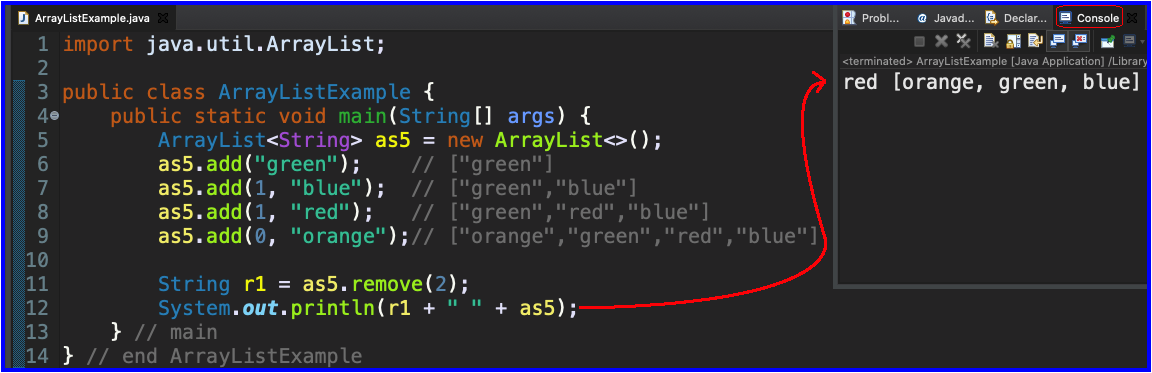 ArrayListExample.java
1 import java.util.ArrayList;
2
3 public class ArrayListExample {
4 public static void main(String[] args) {
5 ArrayList<String> as5 = new ArrayList<>();
6 as5.add("green"); // ["green"]
7 as5.add(1, "blue"); // ["green","blue"]
8 as5.add(1, "red"); // ["green","red","blue"]
9 as5.add(0, "orange");// ["orange","green","red","blue"]
10
11 String r1 = as5.remove(2);
12 System.out.println(r1 + " " + as5);
13 } // main
14 } // end ArrayListExample
Probl... @ Javad... Declar... Console
<terminated> ArrayListExample [Java Application] /Library
red [orange, green, blue]